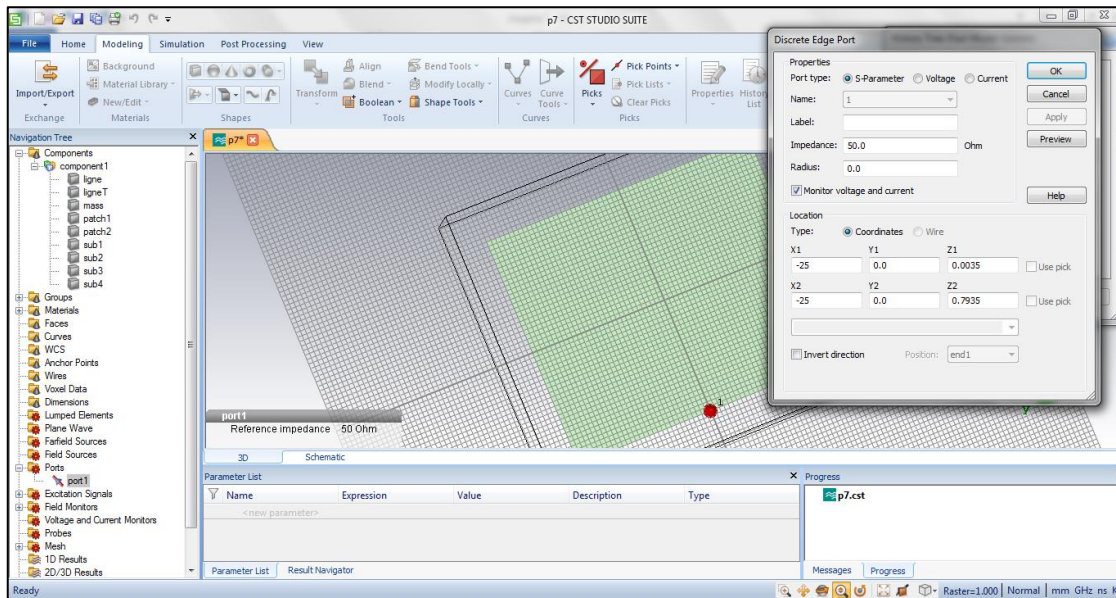 p7 - CST STUDIO SUITE
File Home Modeling Simulation Post Processing View
Import/Export
Exchange
Background
Material Library
New/Edit
Materials
Shapes
Transform
Align
Blend
Boolean
Bend Tools
Modify Locally
Shape Tools
Tools
Curves
Curve Tools
Curves
Picks
Pick Points
Pick Lists
Clear Picks
Picks
Properties
History List
Discrete Edge Port
Properties
Port type: S-Parameter Voltage Current
Name: 1
Label:
Impedance: 50.0 Ohm
Radius: 0.0
Monitor voltage and current
OK
Cancel
Apply
Preview
Help
Location
Type: Coordinates Wire
X1 Y1 Z1
-25 0.0 0.0035 Use pick
X2 Y2 Z2
-25 0.0 0.7935 Use pick
Invert direction Position: end1
Navigation Tree
Components
component1
ligne
ligneT
mass
patch1
patch2
sub1
sub2
sub3
sub4
Groups
Materials
Faces
Curves
WCS
Anchor Points
Wires
Voxel Data
Dimensions
Lumped Elements
Plane Wave
Farfield Sources
Field Sources
Ports
port1
Excitation Signals
Field Monitors
Voltage and Current Monitors
Probes
Mesh
1D Results
2D/3D Results
p7*
1
y
port1
Reference impedance 50 Ohm
3D Schematic
Parameter List
Name Expression Value Description Type
<new parameter>
Parameter List Result Navigator
Progress
p7.cst
Messages Progress
Ready
Raster=1.000 Normal mm GHz ns K